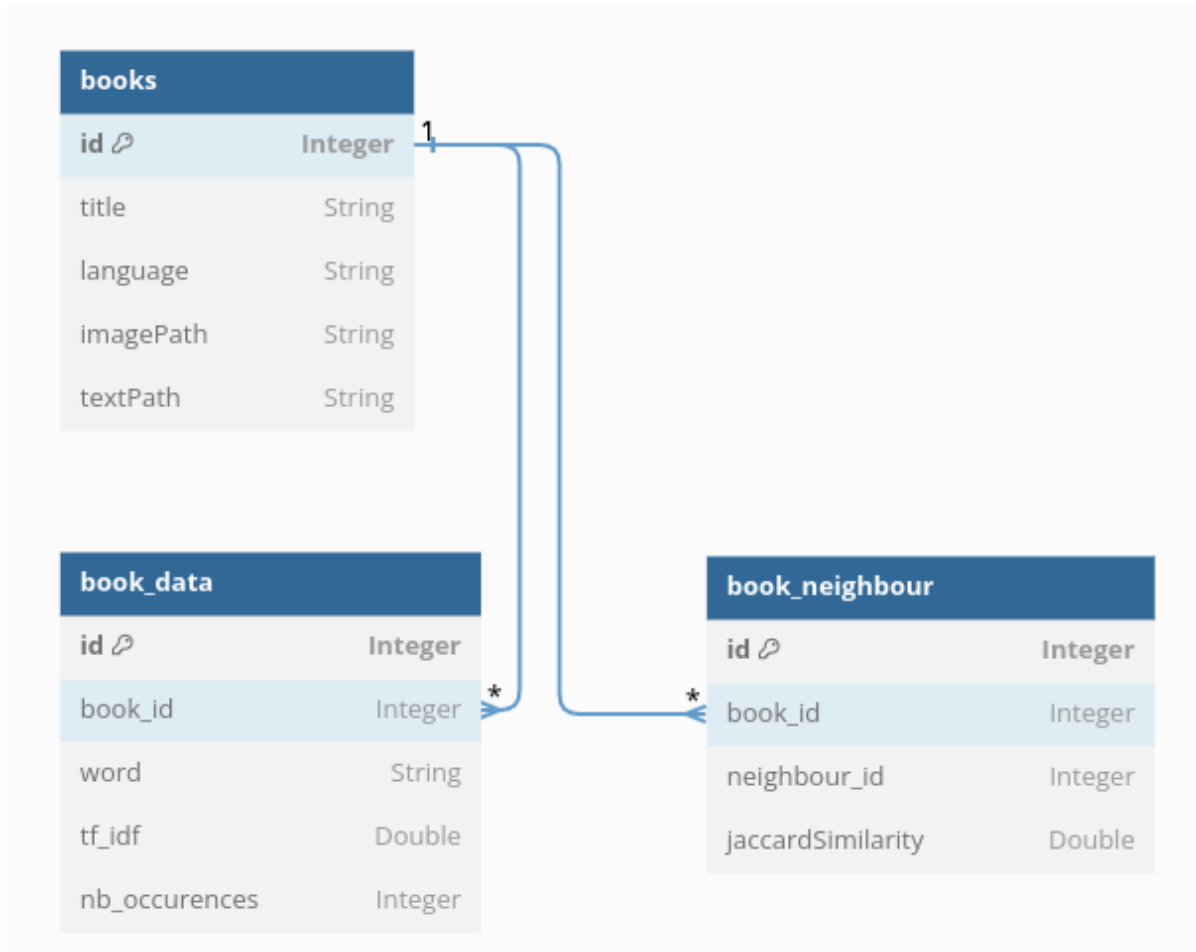 books
1
id Integer
title String
language String
imagePath String
textPath String
book_data
id Integer
*
book_id Integer
word String
tf_idf Double
nb_occurences Integer
book_neighbour
id Integer
*
book_id Integer
neighbour_id Integer
jaccardSimilarity Double